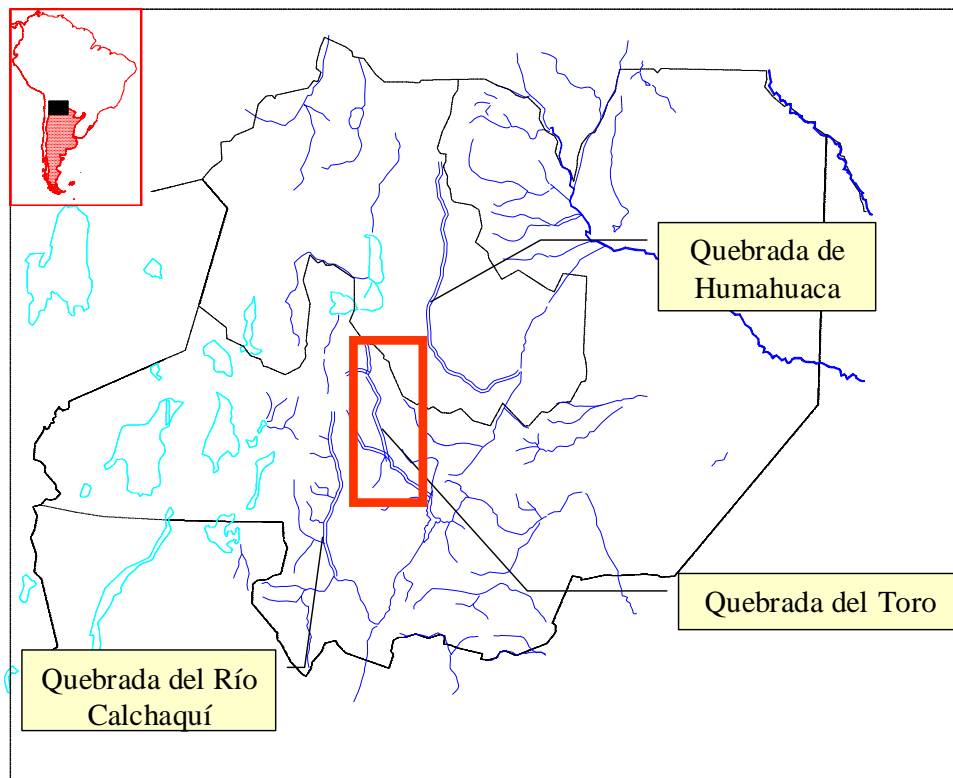 Quebrada de
Humahuaca
Quebrada del Toro
Quebrada del Río
Calchaquí